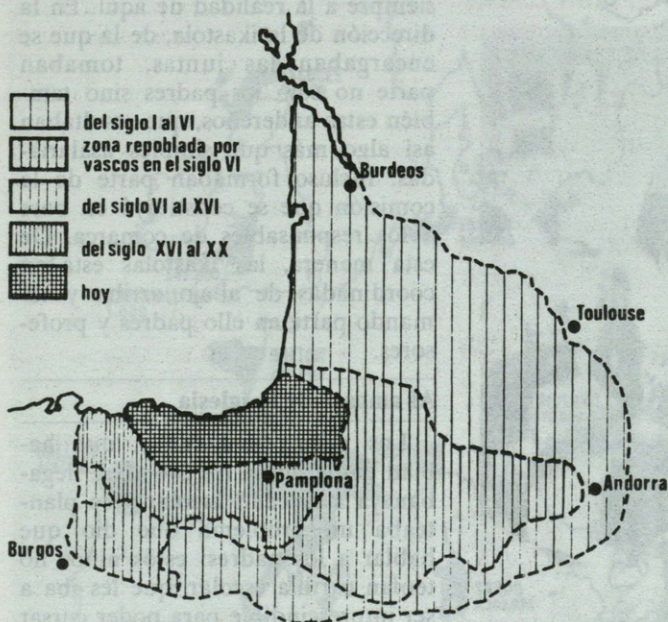 del siglo I al VI
zona repoblada por
vascos en el siglo VI
del siglo VI al XVI
del siglo XVI al XX
hoy
Burdeos
Toulouse
Andorra
Pamplona
Burgos